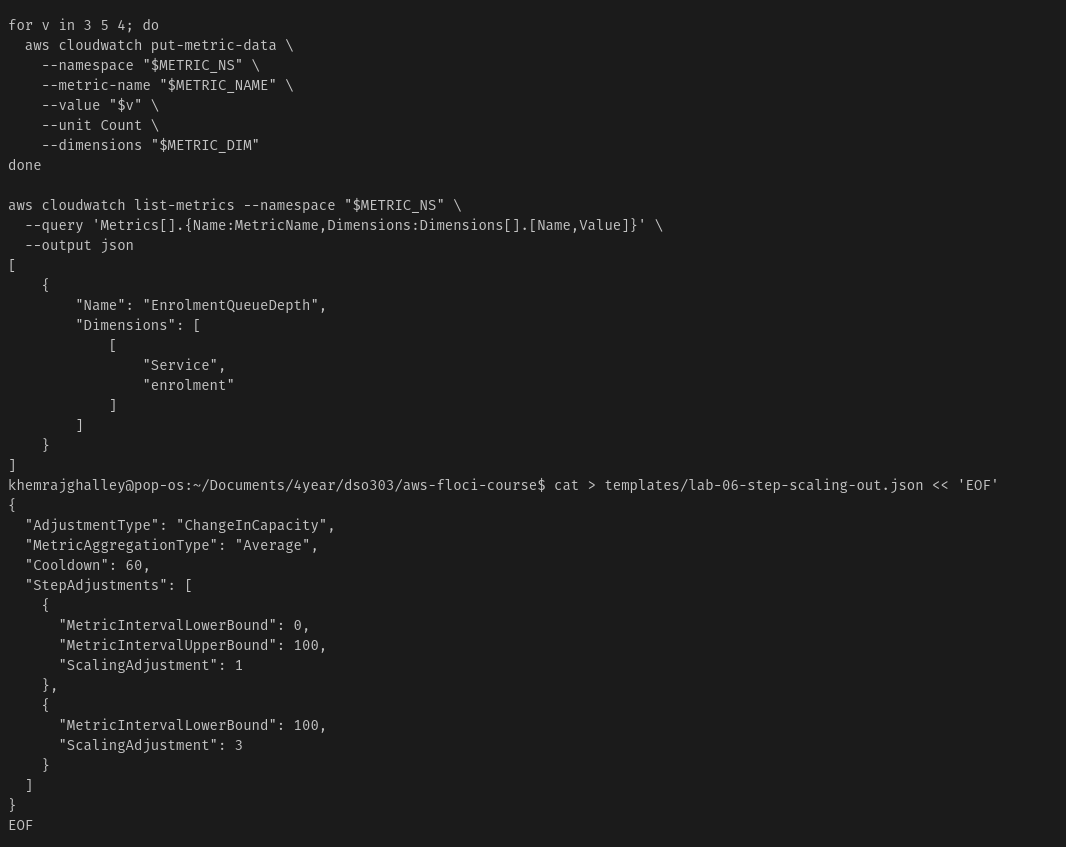 for v in 3 5 4; do
  aws cloudwatch put-metric-data \
    --namespace "$METRIC_NS" \
    --metric-name "$METRIC_NAME" \
    --value "$v" \
    --unit Count \
    --dimensions "$METRIC_DIM"
done

aws cloudwatch list-metrics --namespace "$METRIC_NS" \
  --query 'Metrics[].{Name:MetricName,Dimensions:Dimensions[].[Name,Value]}' \
  --output json
[
    {
        "Name": "EnrolmentQueueDepth",
        "Dimensions": [
            [
                "Service",
                "enrolment"
            ]
        ]
    }
]
khemrajghalley@pop-os:~/Documents/4year/dso303/aws-floci-course$ cat > templates/lab-06-step-scaling-out.json << 'EOF'
{
  "AdjustmentType": "ChangeInCapacity",
  "MetricAggregationType": "Average",
  "Cooldown": 60,
  "StepAdjustments": [
    {
      "MetricIntervalLowerBound": 0,
      "MetricIntervalUpperBound": 100,
      "ScalingAdjustment": 1
    },
    {
      "MetricIntervalLowerBound": 100,
      "ScalingAdjustment": 3
    }
  ]
}
EOF